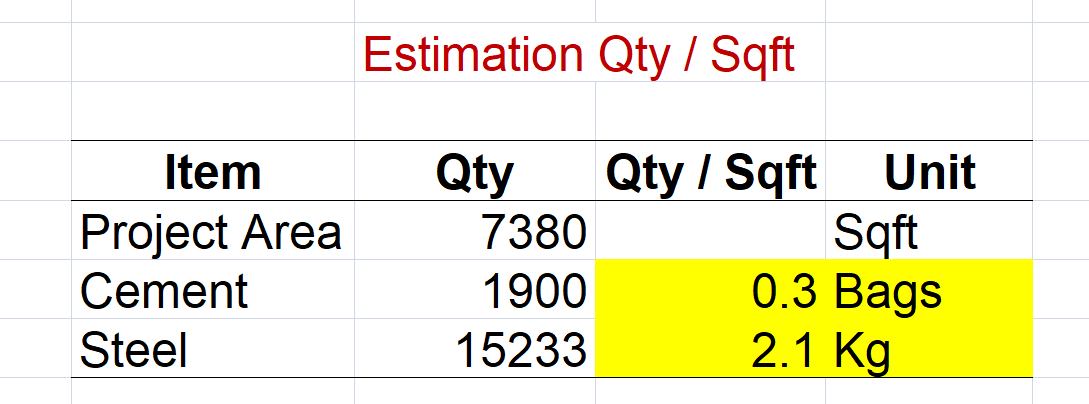 Estimation Qty / Sqft
Item Qty Qty / Sqft Unit
Project Area 7380 Sqft
Cement 1900 0.3 Bags
Steel 15233 2.1 Kg